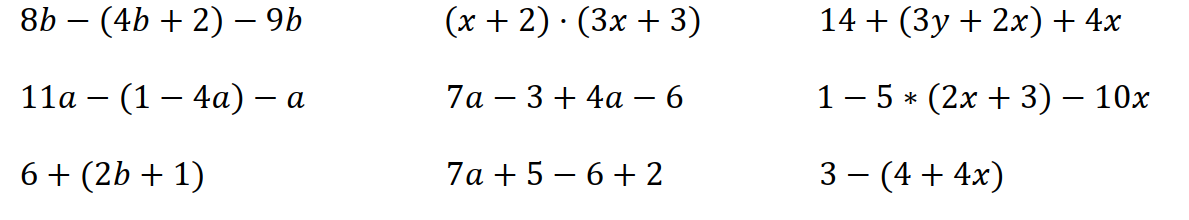 8b − (4b + 2) − 9b
(x + 2) · (3x + 3)
14 + (3y + 2x) + 4x
11a − (1 − 4a) − a
7a − 3 + 4a − 6
1 − 5 ∗ (2x + 3) − 10x
6 + (2b + 1)
7a + 5 − 6 + 2
3 − (4 + 4x)